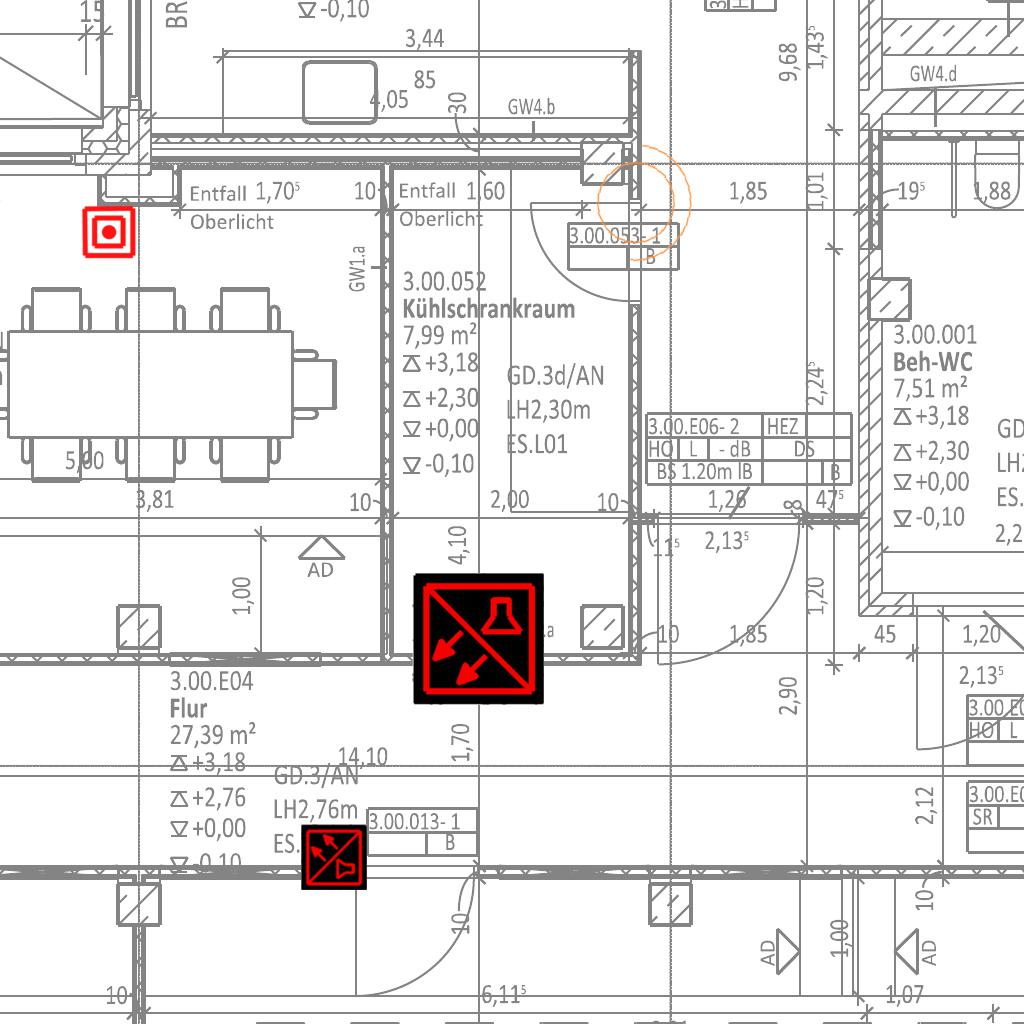 15
BR
-0,10
3,44
85
4,05
30
GW4.b
9,68
1,43⁵
GW4.d
Entfall 1,70⁵
Oberlicht
10
Entfall 1,60
Oberlicht
1,85
1,01
19⁵
1,88
3.00.053- 1
B
GW1.a
3.00.052
Kühlschrankraum
7,99 m²
+3,18
+2,30
+0,00
-0,10
GD.3d/AN
LH2,30m
ES.L01
2,24⁵
3.00.001
Beh-WC
7,51 m²
+3,18
+2,30
+0,00
-0,10
GD
ES.
2,2
3.00.E06- 2 HEZ
HO L - dB DS
BS 1.20m IB B
5,60
3,81
10
2,00
10
1,26
8
47⁵
11⁵
2,13⁵
4,10
AD
1,00
1,20
10
1,85
45
1,20
2,13⁵
3.00.E04
Flur
27,39 m²
+3,18
+2,76
+0,00
-0,10
14,10
GD.3/AN
LH2,76m
ES.
1,70
2,90
3.00.E0
HO L
3.00.013- 1
B
2,12
3.00.E0
SR
10
10
AD
1,00
AD
10
6,11⁵
1,07